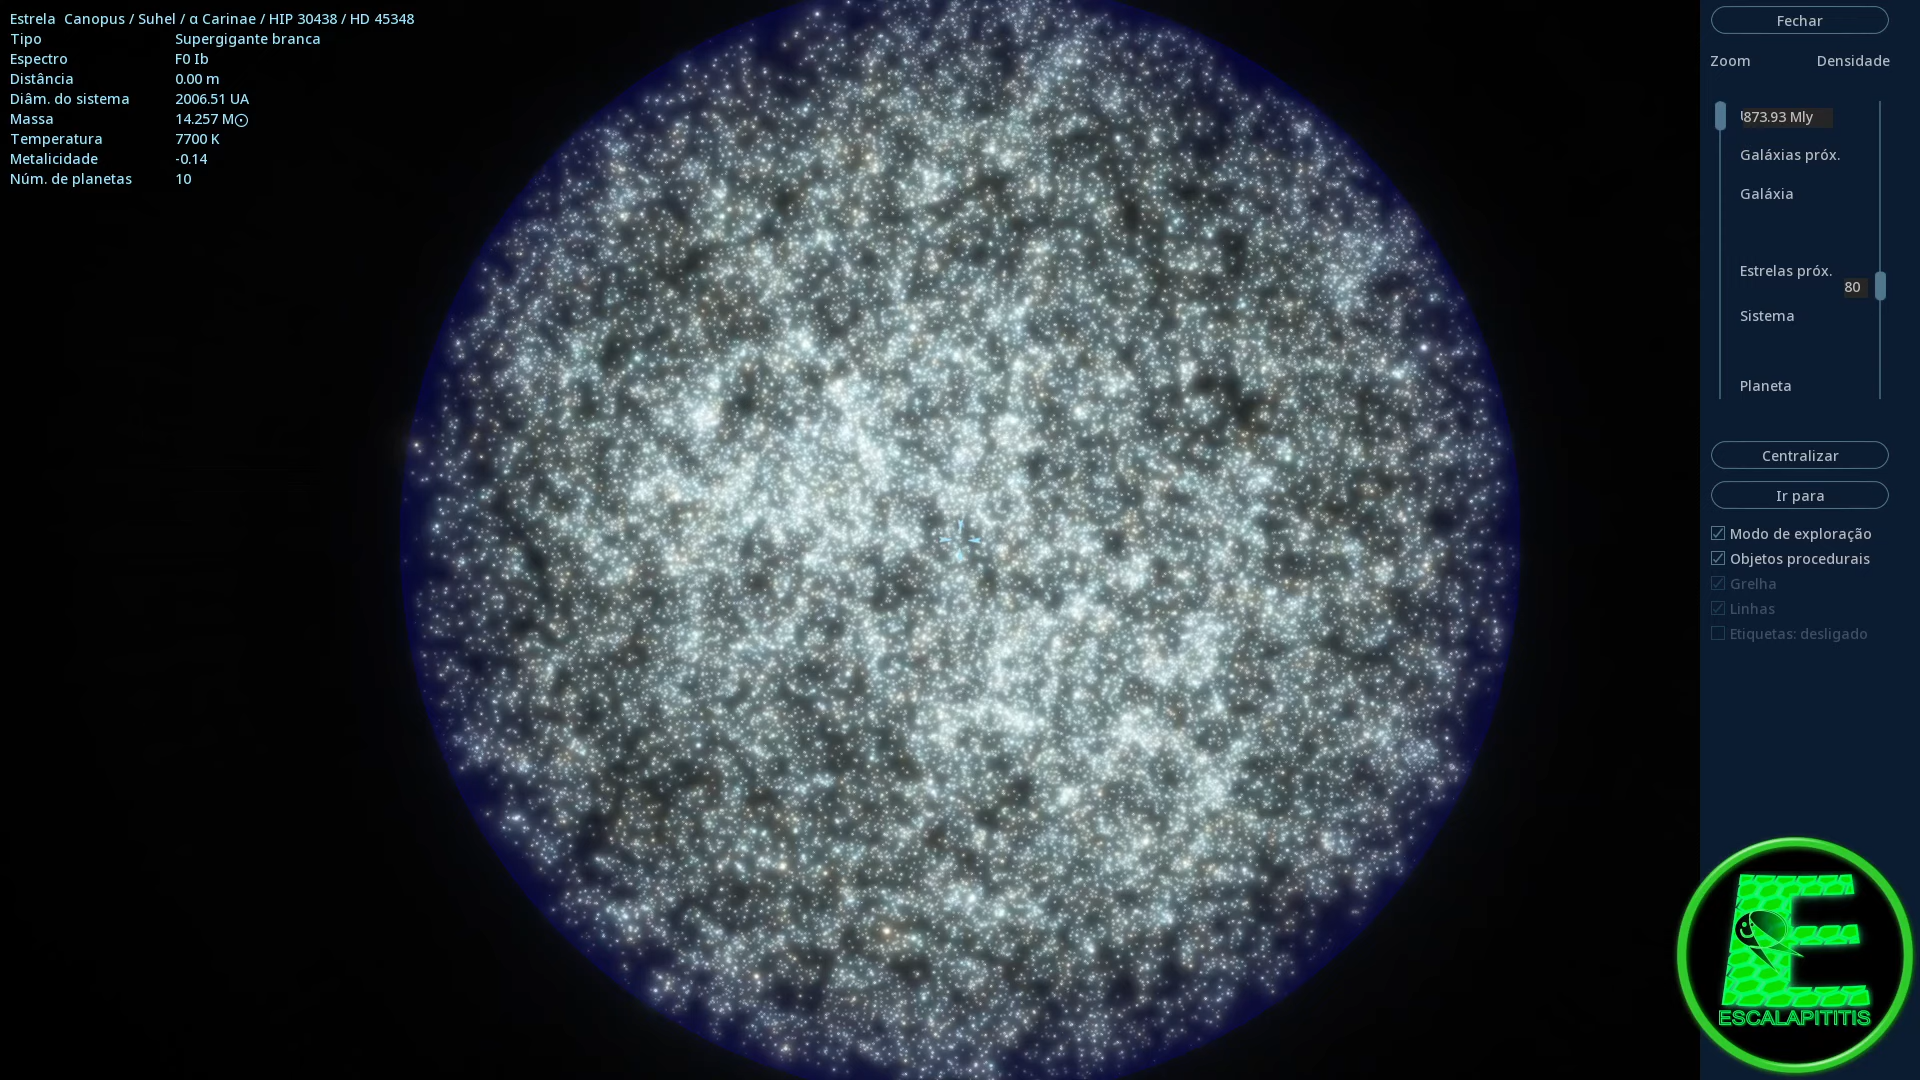 Estrela Canopus / Suhel / α Carinae / HIP 30438 / HD 45348
Tipo Supergigante branca
Espectro F0 Ib
Distância 0.00 m
Diâm. do sistema 2006.51 UA
Massa 14.257 M☉
Temperatura 7700 K
Metalicidade -0.14
Núm. de planetas 10
Fechar
Zoom Densidade
873.93 Mly
Galáxias próx.
Galáxia
Estrelas próx.
80
Sistema
Planeta
Centralizar
Ir para
Modo de exploração
Objetos procedurais
Grelha
Linhas
Etiquetas: desligado
E
ESCALAPITITIS